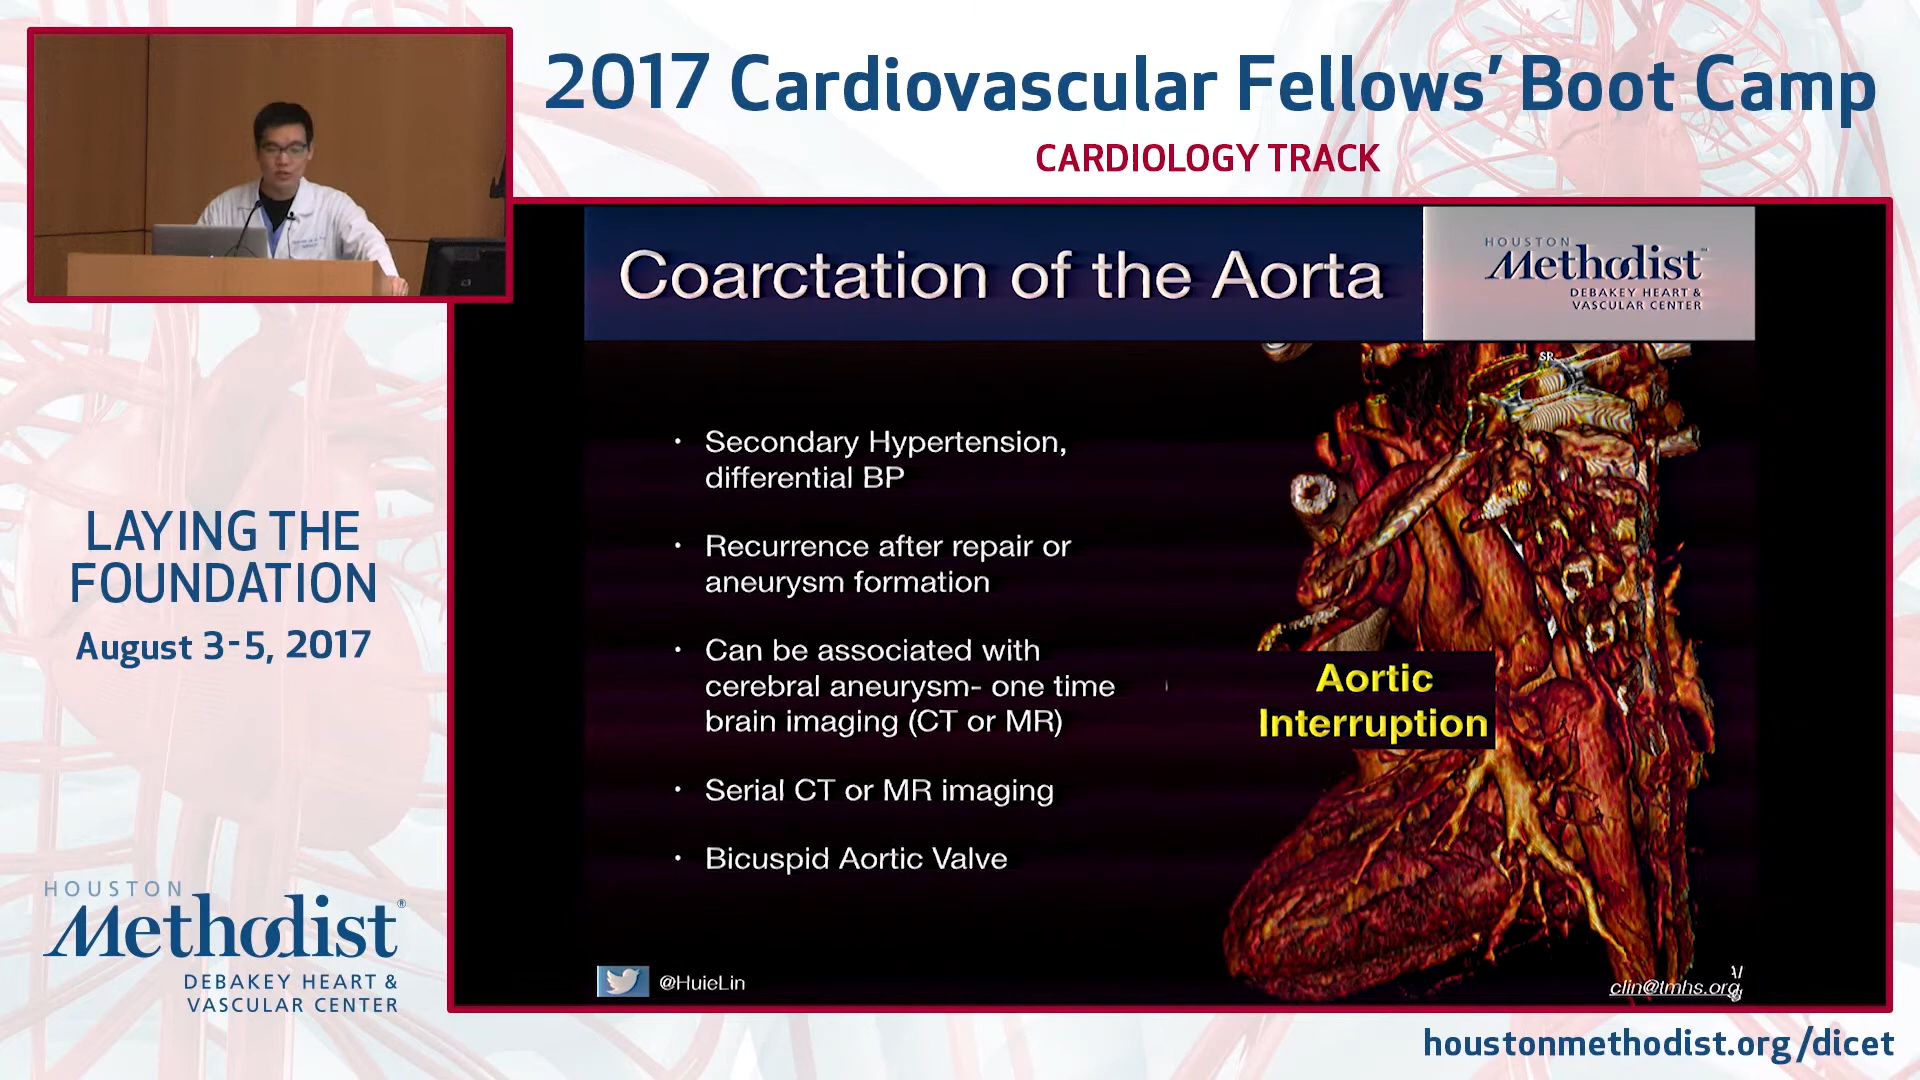 2017 Cardiovascular Fellows' Boot Camp
CARDIOLOGY TRACK
Coarctation of the Aorta
HOUSTON
Methodist
DEBAKEY HEART &
VASCULAR CENTER
SR
• Secondary Hypertension,
differential BP
• Recurrence after repair or
aneurysm formation
• Can be associated with
cerebral aneurysm- one time
brain imaging (CT or MR)
• Serial CT or MR imaging
• Bicuspid Aortic Valve
Aortic
Interruption
@HuieLin
clin@tmhs.org
LAYING THE
FOUNDATION
August 3-5, 2017
HOUSTON
Methodist®
DEBAKEY HEART &
VASCULAR CENTER
houstonmethodist.org/dicet